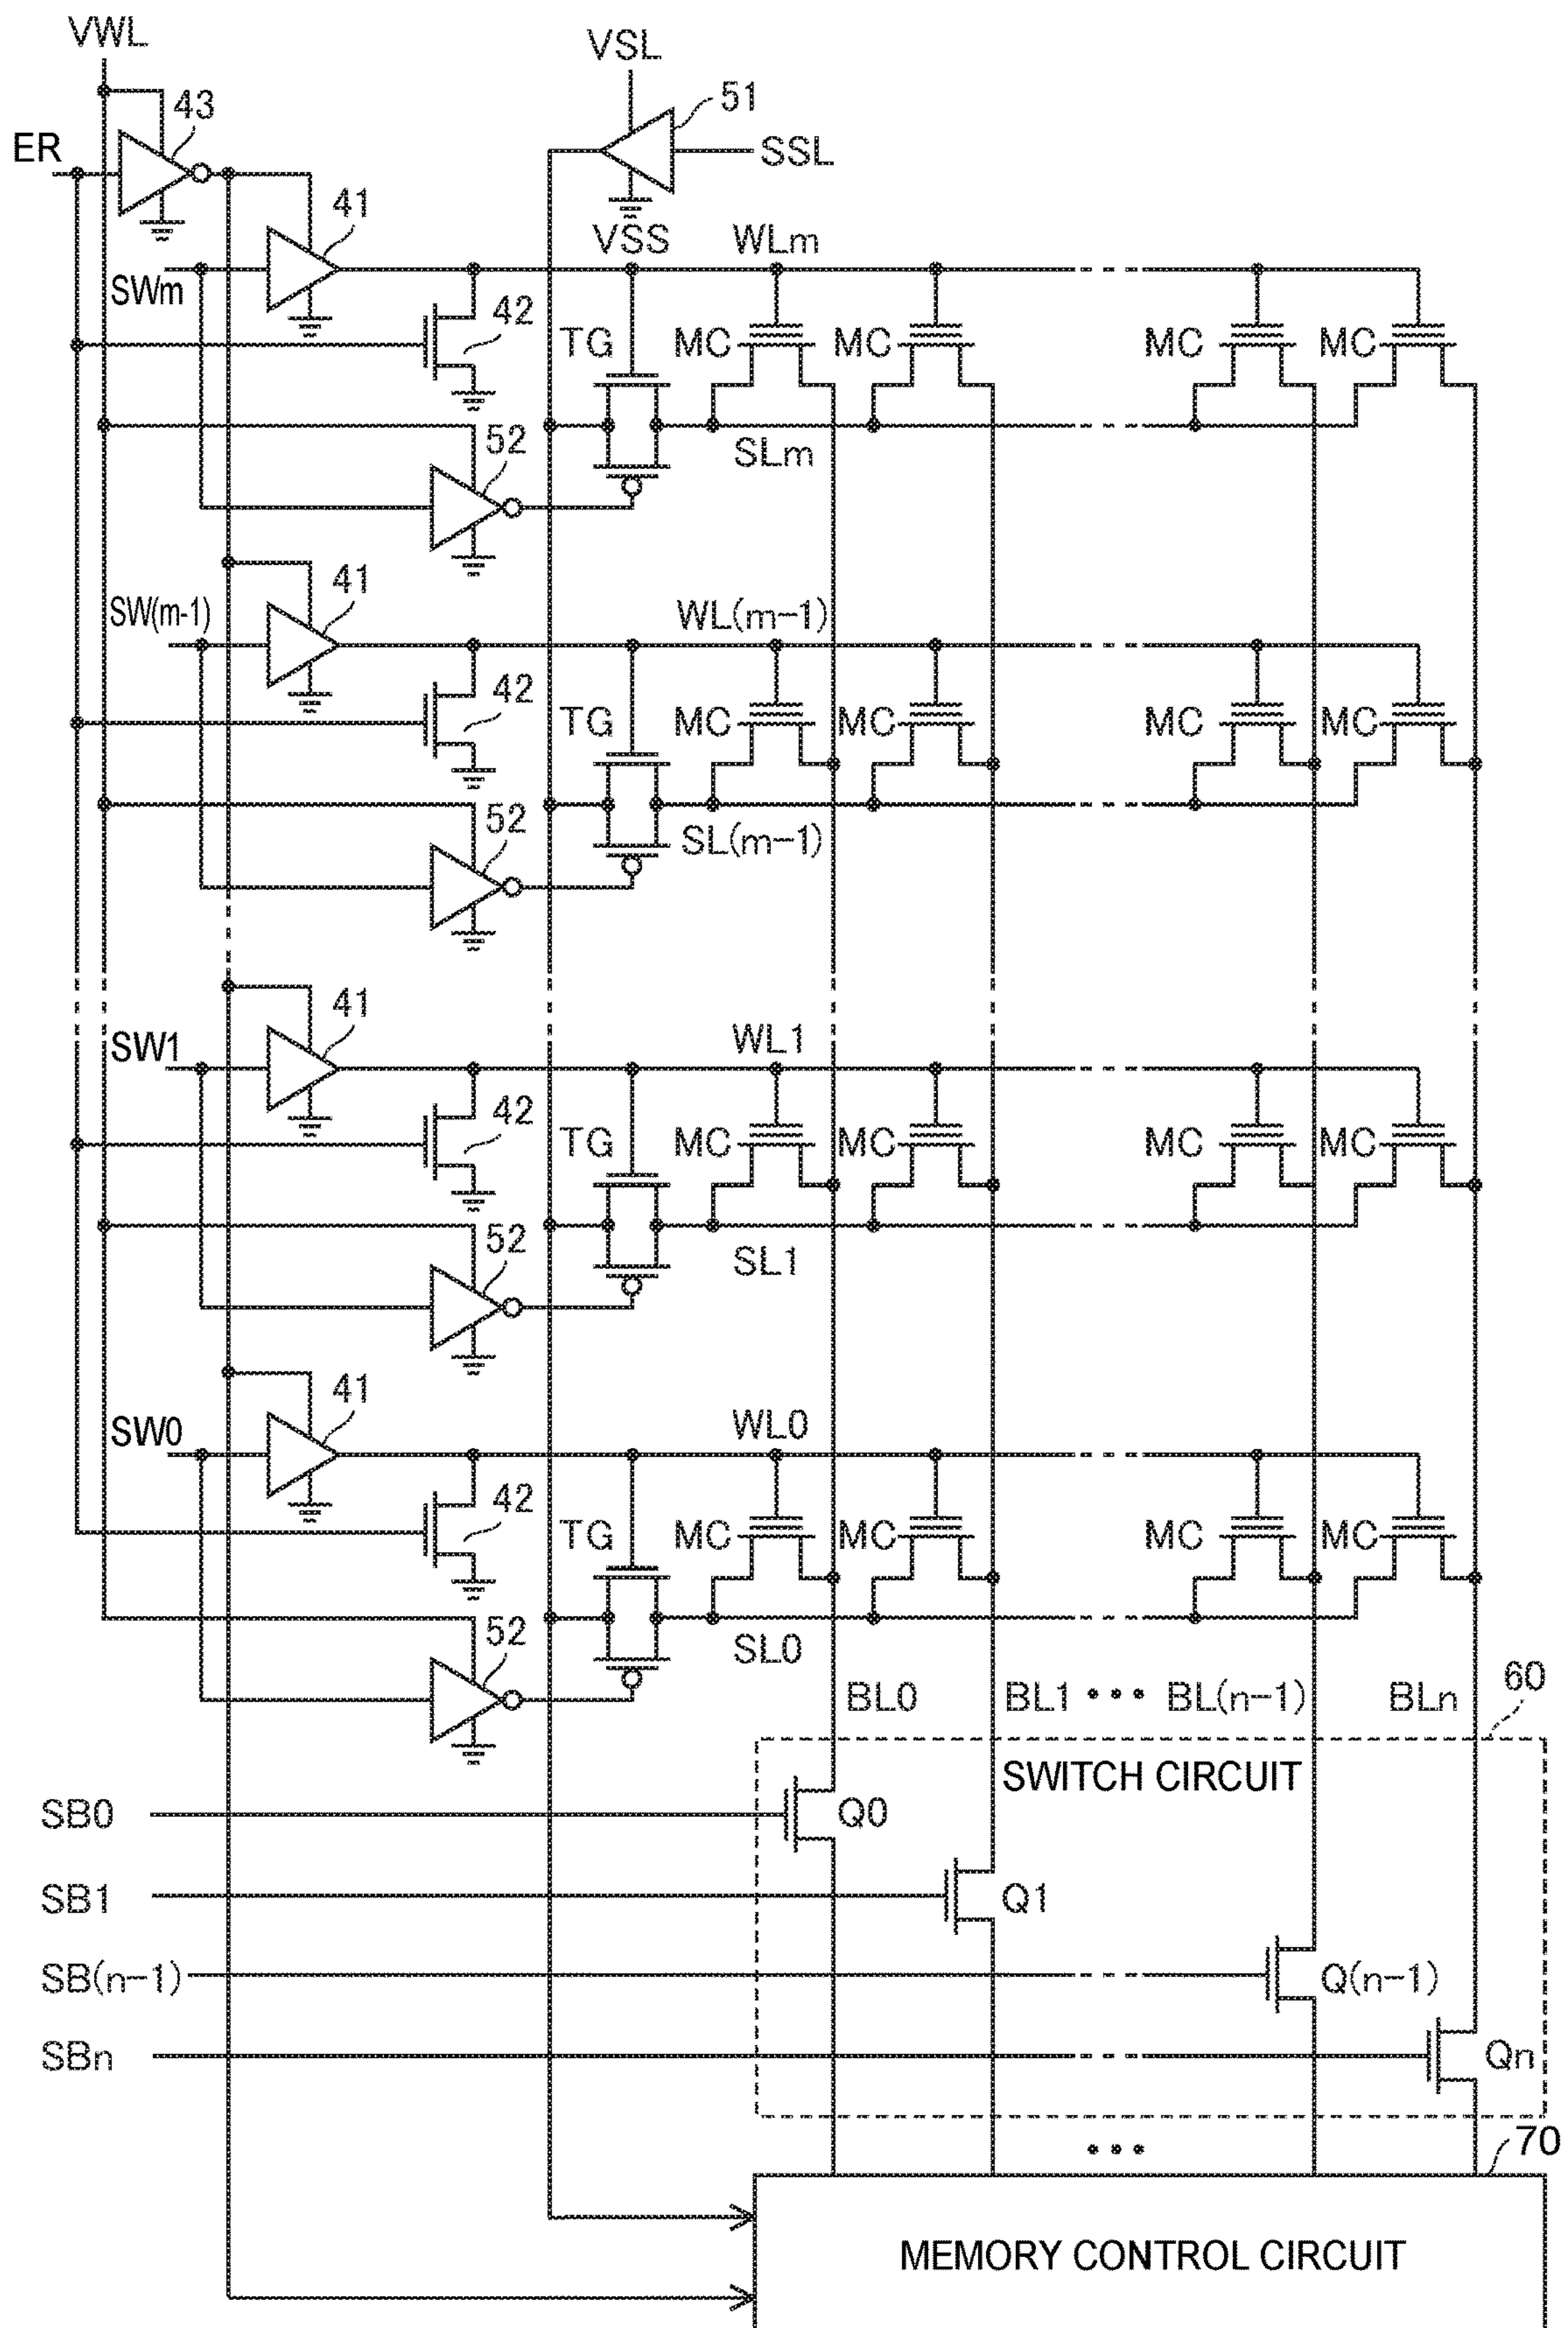 VWL
VSL
43
51
ER
SSL
41
VSS
WLm
SWm
42
TG
MC
MC
MC
MC
52
SLm
41
SW(m-1)
WL(m-1)
42
TG
MC
MC
MC
MC
52
SL(m-1)
41
SW1
WL1
42
TG
MC
MC
MC
MC
52
SL1
41
SW0
WL0
42
TG
MC
MC
MC
MC
52
SL0
60
BL0
BL1 ••• BL(n-1)
BLn
SWITCH CIRCUIT
SB0
Q0
SB1
Q1
SB(n-1)
Q(n-1)
SBn
Qn
•••
70
MEMORY CONTROL CIRCUIT